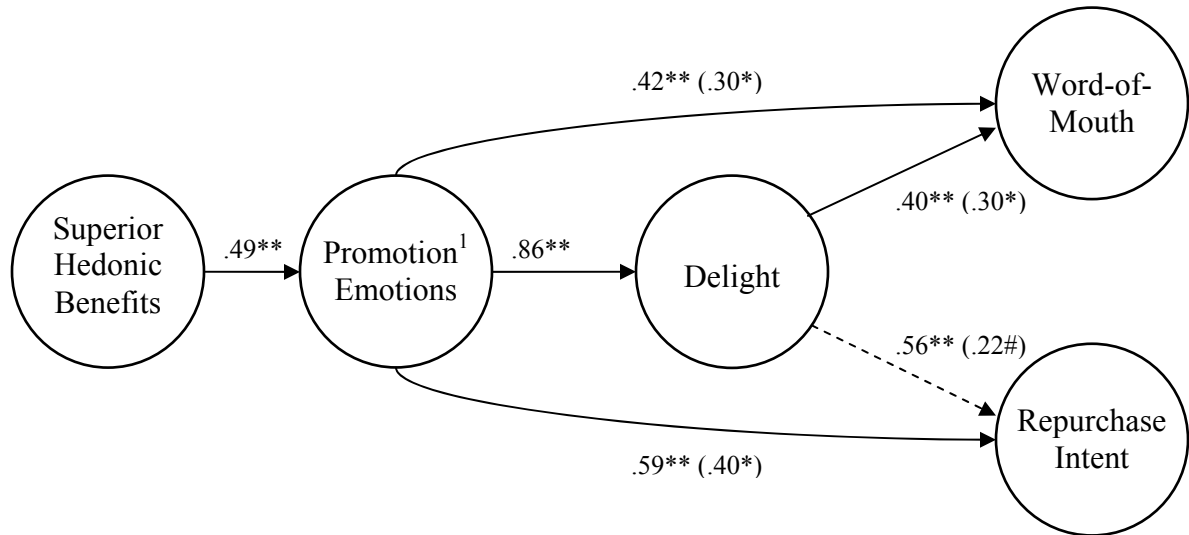 Superior
Hedonic
Benefits
.49**
Promotion¹
Emotions
.86**
Delight
.42** (.30*)
Word-of-
Mouth
.40** (.30*)
.56** (.22#)
Repurchase
Intent
.59** (.40*)